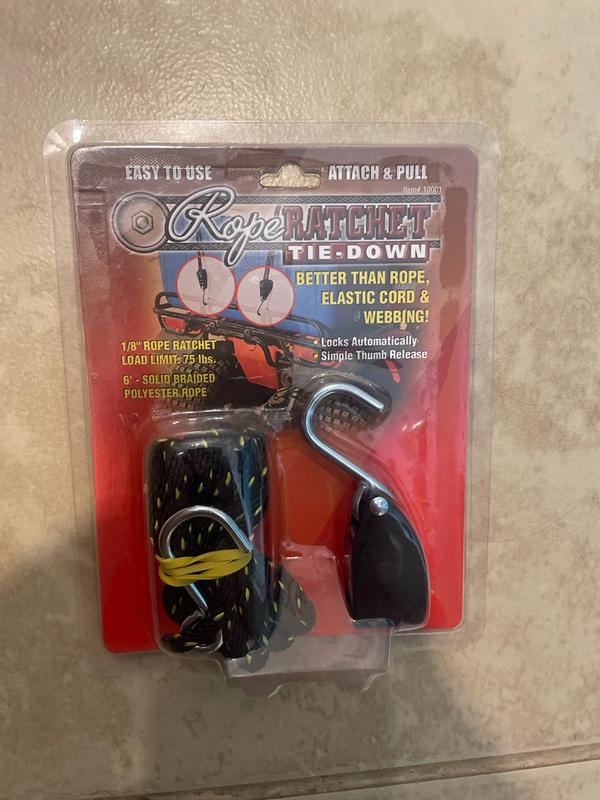 EASY TO USE
ATTACH & PULL
Item# 10001
Rope RATCHET®
TIE-DOWN
BETTER THAN ROPE,
ELASTIC CORD &
WEBBING!
1/8" ROPE RATCHET
LOAD LIMIT: 75 lbs.
6' - SOLID BRAIDED
POLYESTER ROPE
Locks Automatically
Simple Thumb Release